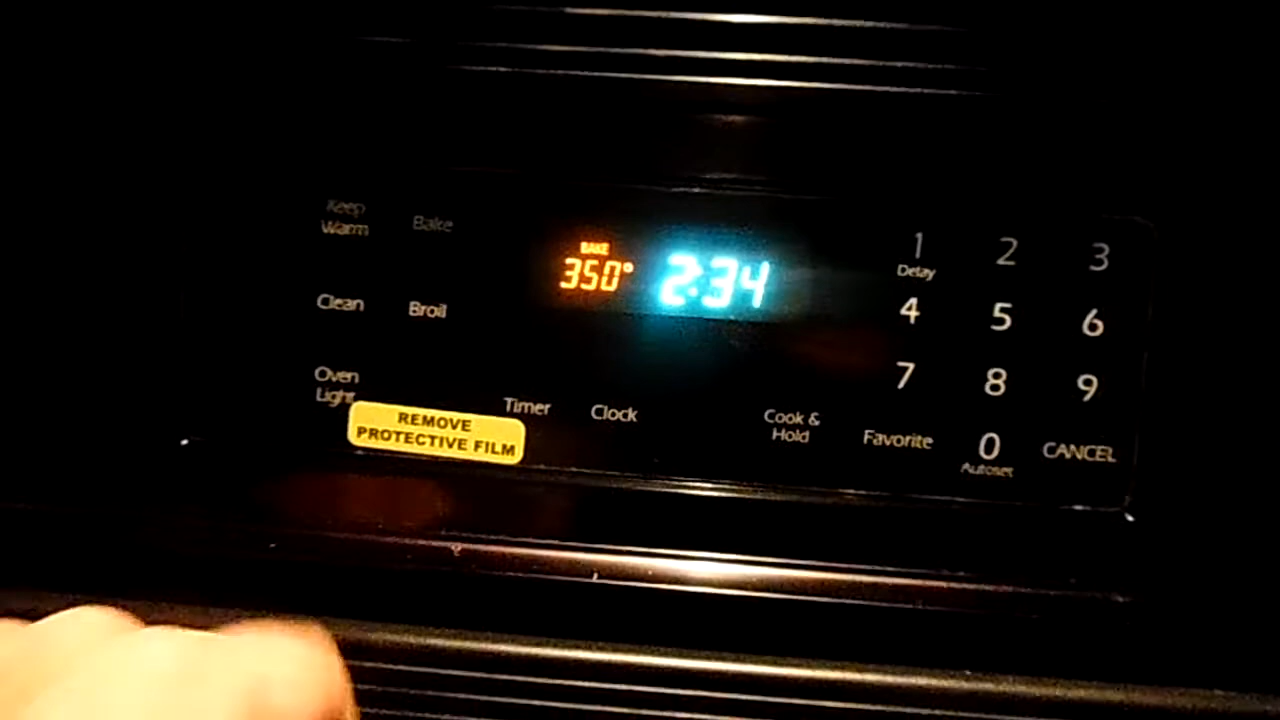 Keep
Warm
Bake
BAKE
350°
2:34
1
Delay
2
3
Clean
Broil
4
5
6
Oven
Light
7
8
9
REMOVE
PROTECTIVE FILM
Timer
Clock
Cook &
Hold
Favorite
0
Autoset
CANCEL